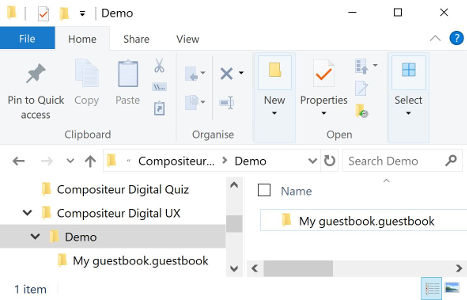 Demo
File Home Share View
Pin to Quick access Copy Paste New Properties Select
Clipboard Organise Open
Compositeur... Demo Search Demo
Compositeur Digital Quiz
Compositeur Digital UX
Demo
My guestbook.guestbook
Name
My guestbook.guestbook
1 item